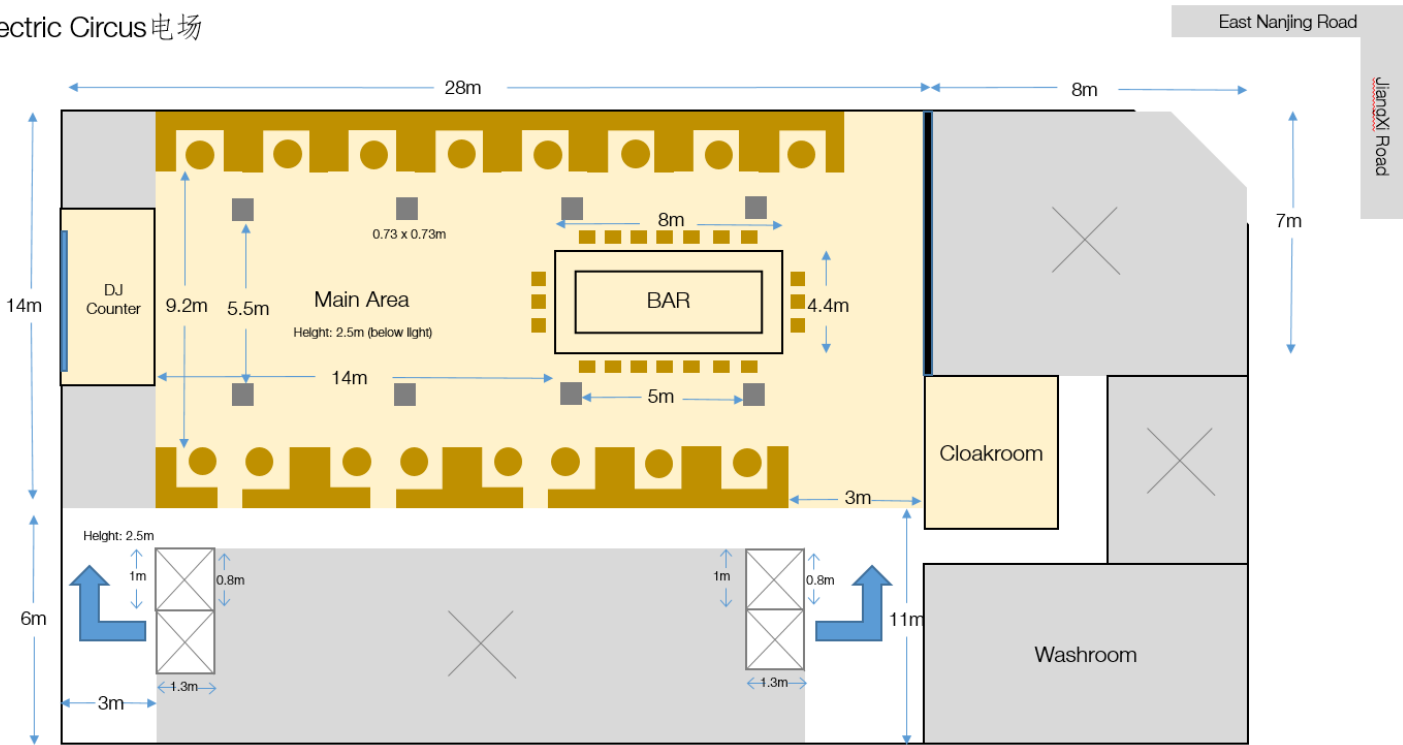 ectric Circus电场
East Nanjing Road
JiangXi Road
28m
8m
14m
7m
0.73 x 0.73m
8m
DJ
Counter
9.2m
5.5m
Main Area
Height: 2.5m (below light)
BAR
4.4m
14m
5m
Cloakroom
3m
Height: 2.5m
1m
0.8m
1m
0.8m
6m
11m
Washroom
1.3m
1.3m
3m